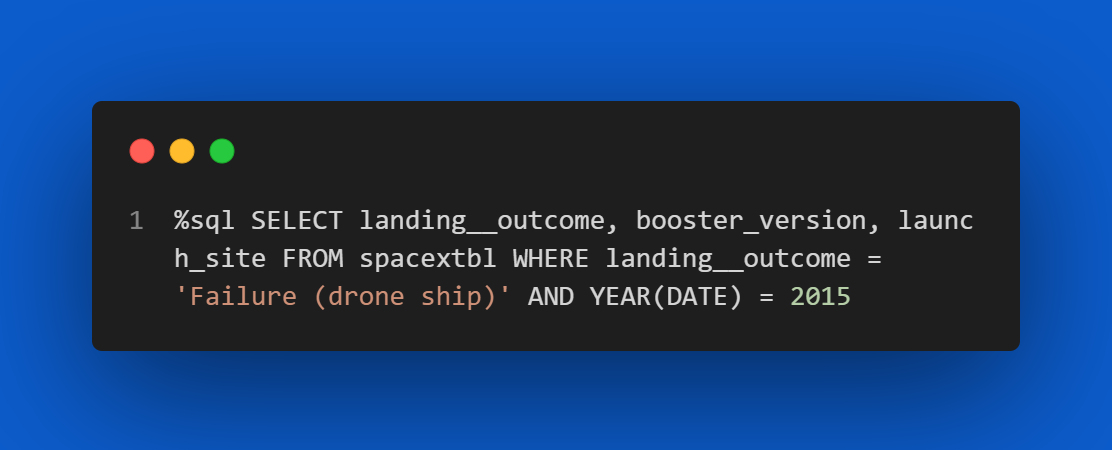 1 %sql SELECT landing__outcome, booster_version, launc
h_site FROM spacextbl WHERE landing__outcome =
'Failure (drone ship)' AND YEAR(DATE) = 2015